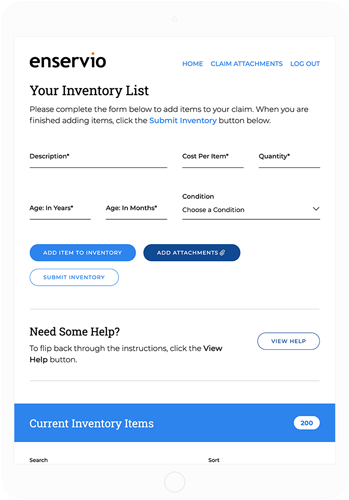 enservio
HOME CLAIM ATTACHMENTS LOG OUT
Your Inventory List
Please complete the form below to add items to your claim. When you are
finished adding items, click the Submit Inventory button below.
Description* Cost Per Item* Quantity*
Condition
Age: In Years* Age: In Months* Choose a Condition
ADD ITEM TO INVENTORY ADD ATTACHMENTS
SUBMIT INVENTORY
Need Some Help?
To flip back through the instructions, click the View
Help button.
VIEW HELP
Current Inventory Items 200
Search Sort